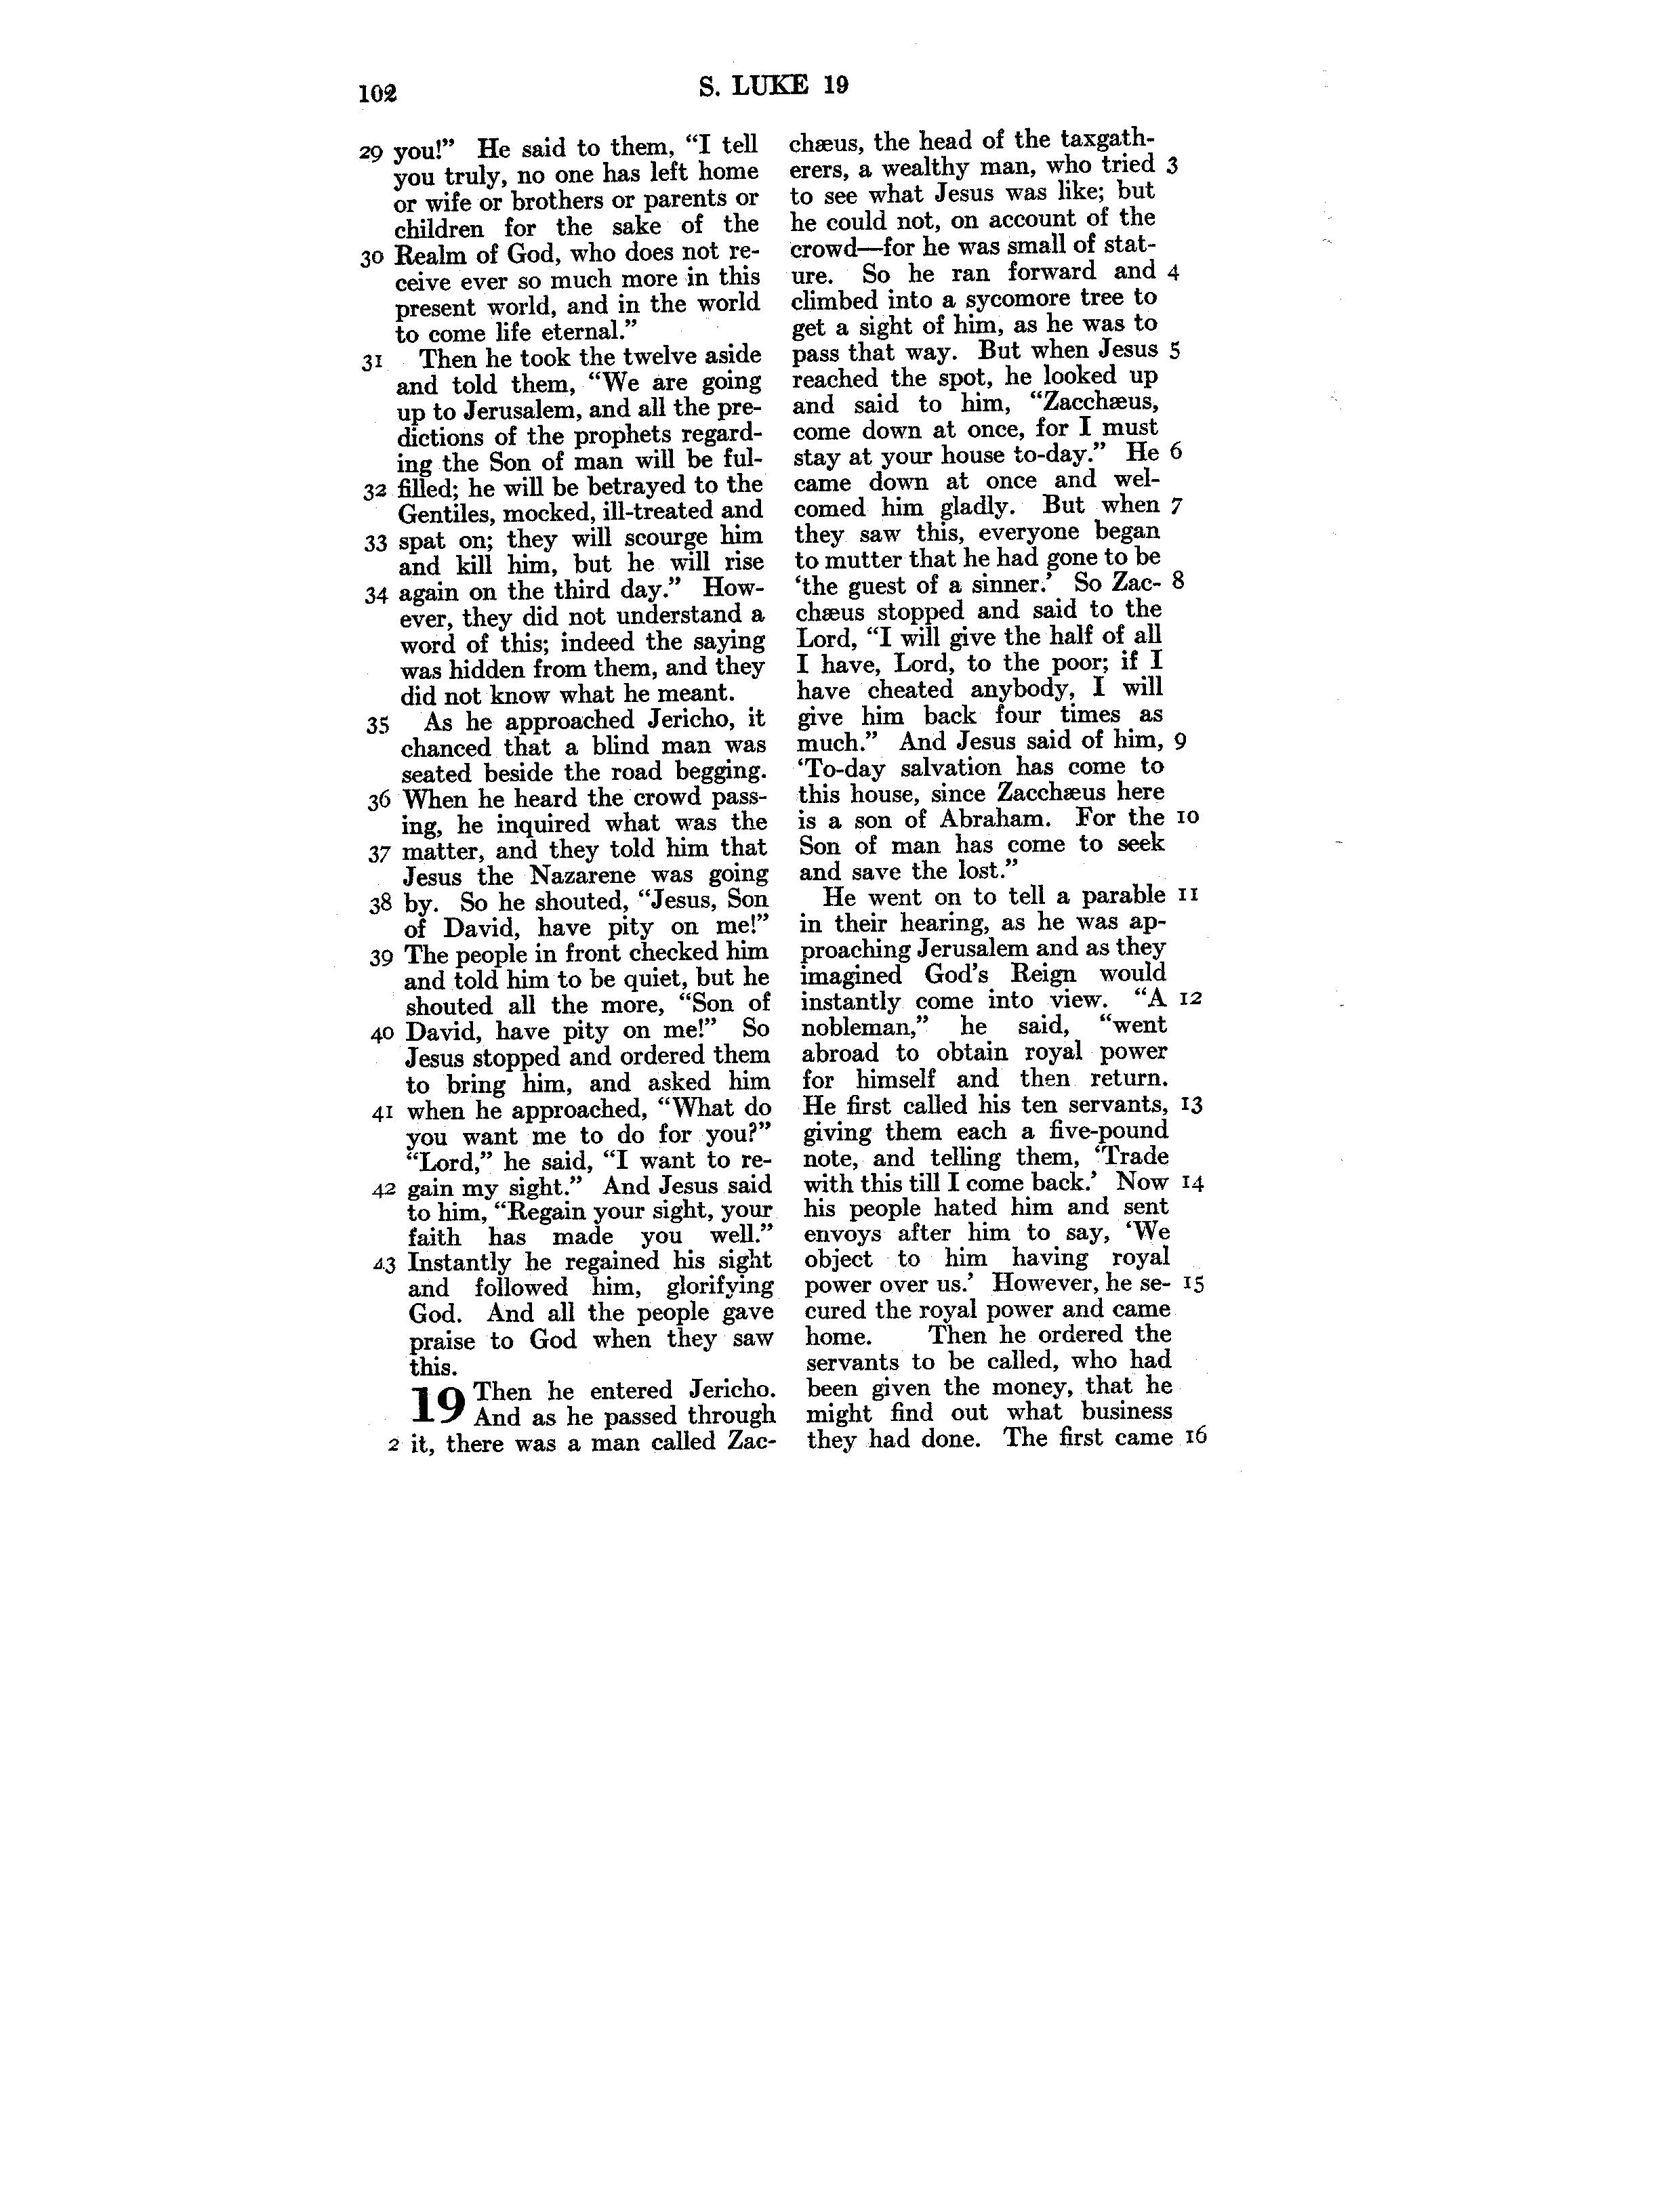 102
S. LUKE 19
29 you!” He said to them, “I tell
you truly, no one has left home
or wife or brothers or parents or
children for the sake of the
30 Realm of God, who does not re-
ceive ever so much more in this
present world, and in the world
to come life eternal.”
31 Then he took the twelve aside
and told them, “We are going
up to Jerusalem, and all the pre-
dictions of the prophets regard-
ing the Son of man will be ful-
32 filled; he will be betrayed to the
Gentiles, mocked, ill-treated and
33 spat on; they will scourge him
and kill him, but he will rise
34 again on the third day.” How-
ever, they did not understand a
word of this; indeed the saying
was hidden from them, and they
did not know what he meant.
35 As he approached Jericho, it
chanced that a blind man was
seated beside the road begging.
36 When he heard the crowd pass-
ing, he inquired what was the
37 matter, and they told him that
Jesus the Nazarene was going
38 by. So he shouted, “Jesus, Son
of David, have pity on me!”
39 The people in front checked him
and told him to be quiet, but he
shouted all the more, “Son of
40 David, have pity on me!” So
Jesus stopped and ordered them
to bring him, and asked him
41 when he approached, “What do
you want me to do for you?”
“Lord,” he said, “I want to re-
42 gain my sight.” And Jesus said
to him, “Regain your sight, your
faith has made you well.”
43 Instantly he regained his sight
and followed him, glorifying
God. And all the people gave
praise to God when they saw
this.
19 Then he entered Jericho.
And as he passed through
2 it, there was a man called Zac-
chæus, the head of the taxgath-
erers, a wealthy man, who tried 3
to see what Jesus was like; but
he could not, on account of the
crowd—for he was small of stat-
ure. So he ran forward and 4
climbed into a sycomore tree to
get a sight of him, as he was to
pass that way. But when Jesus 5
reached the spot, he looked up
and said to him, “Zacchæus,
come down at once, for I must
stay at your house to-day.” He 6
came down at once and wel-
comed him gladly. But when 7
they saw this, everyone began
to mutter that he had gone to be
‘the guest of a sinner.’ So Zac- 8
chæus stopped and said to the
Lord, “I will give the half of all
I have, Lord, to the poor; if I
have cheated anybody, I will
give him back four times as
much.” And Jesus said of him, 9
‘To-day salvation has come to
this house, since Zacchæus here
is a son of Abraham. For the 10
Son of man has come to seek
and save the lost.”
He went on to tell a parable 11
in their hearing, as he was ap-
proaching Jerusalem and as they
imagined God’s Reign would
instantly come into view. “A 12
nobleman,” he said, “went
abroad to obtain royal power
for himself and then return.
He first called his ten servants, 13
giving them each a five-pound
note, and telling them, ‘Trade
with this till I come back.’ Now 14
his people hated him and sent
envoys after him to say, ‘We
object to him having royal
power over us.’ However, he se- 15
cured the royal power and came
home. Then he ordered the
servants to be called, who had
been given the money, that he
might find out what business
they had done. The first came 16